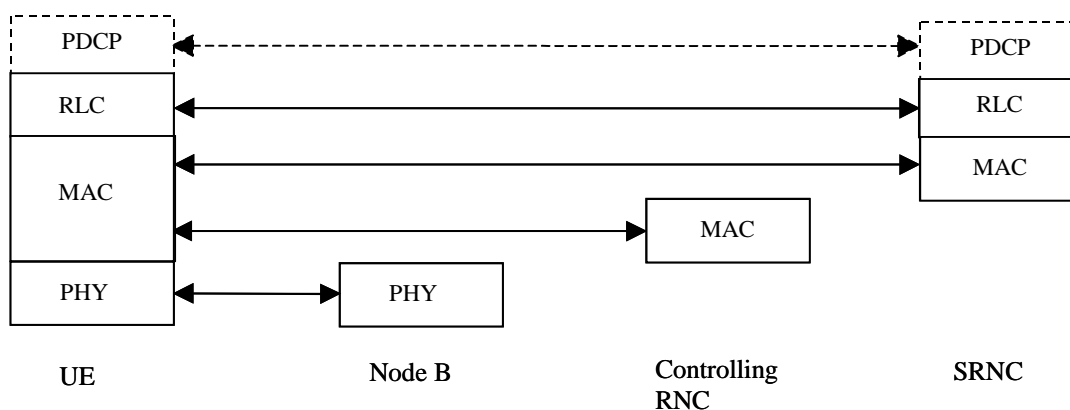 PDCP
PDCP
RLC
RLC
MAC
MAC
MAC
PHY
PHY
UE
Node B
Controlling
RNC
SRNC